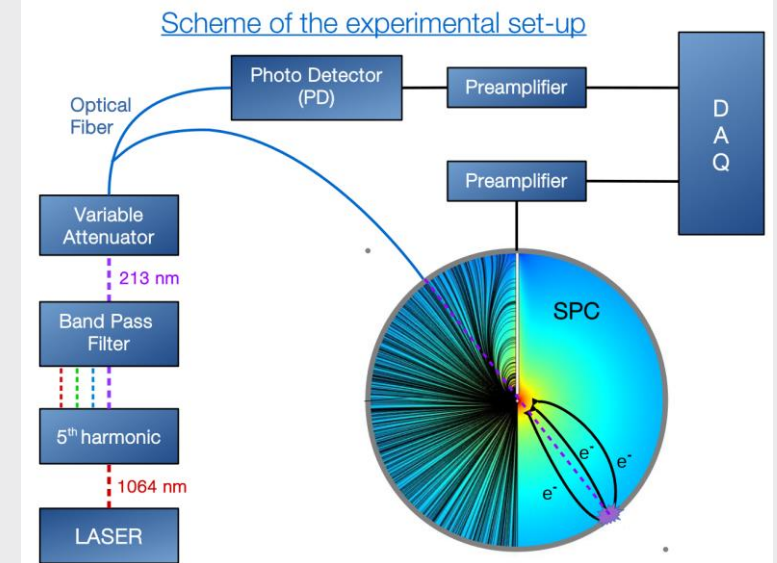 Scheme of the experimental set-up
Photo Detector
(PD)
Preamplifier
D
A
Q
Optical
Fiber
Preamplifier
Variable
Attenuator
213 nm
SPC
Band Pass
Filter
5th harmonic
e-
e-
e-
1064 nm
LASER